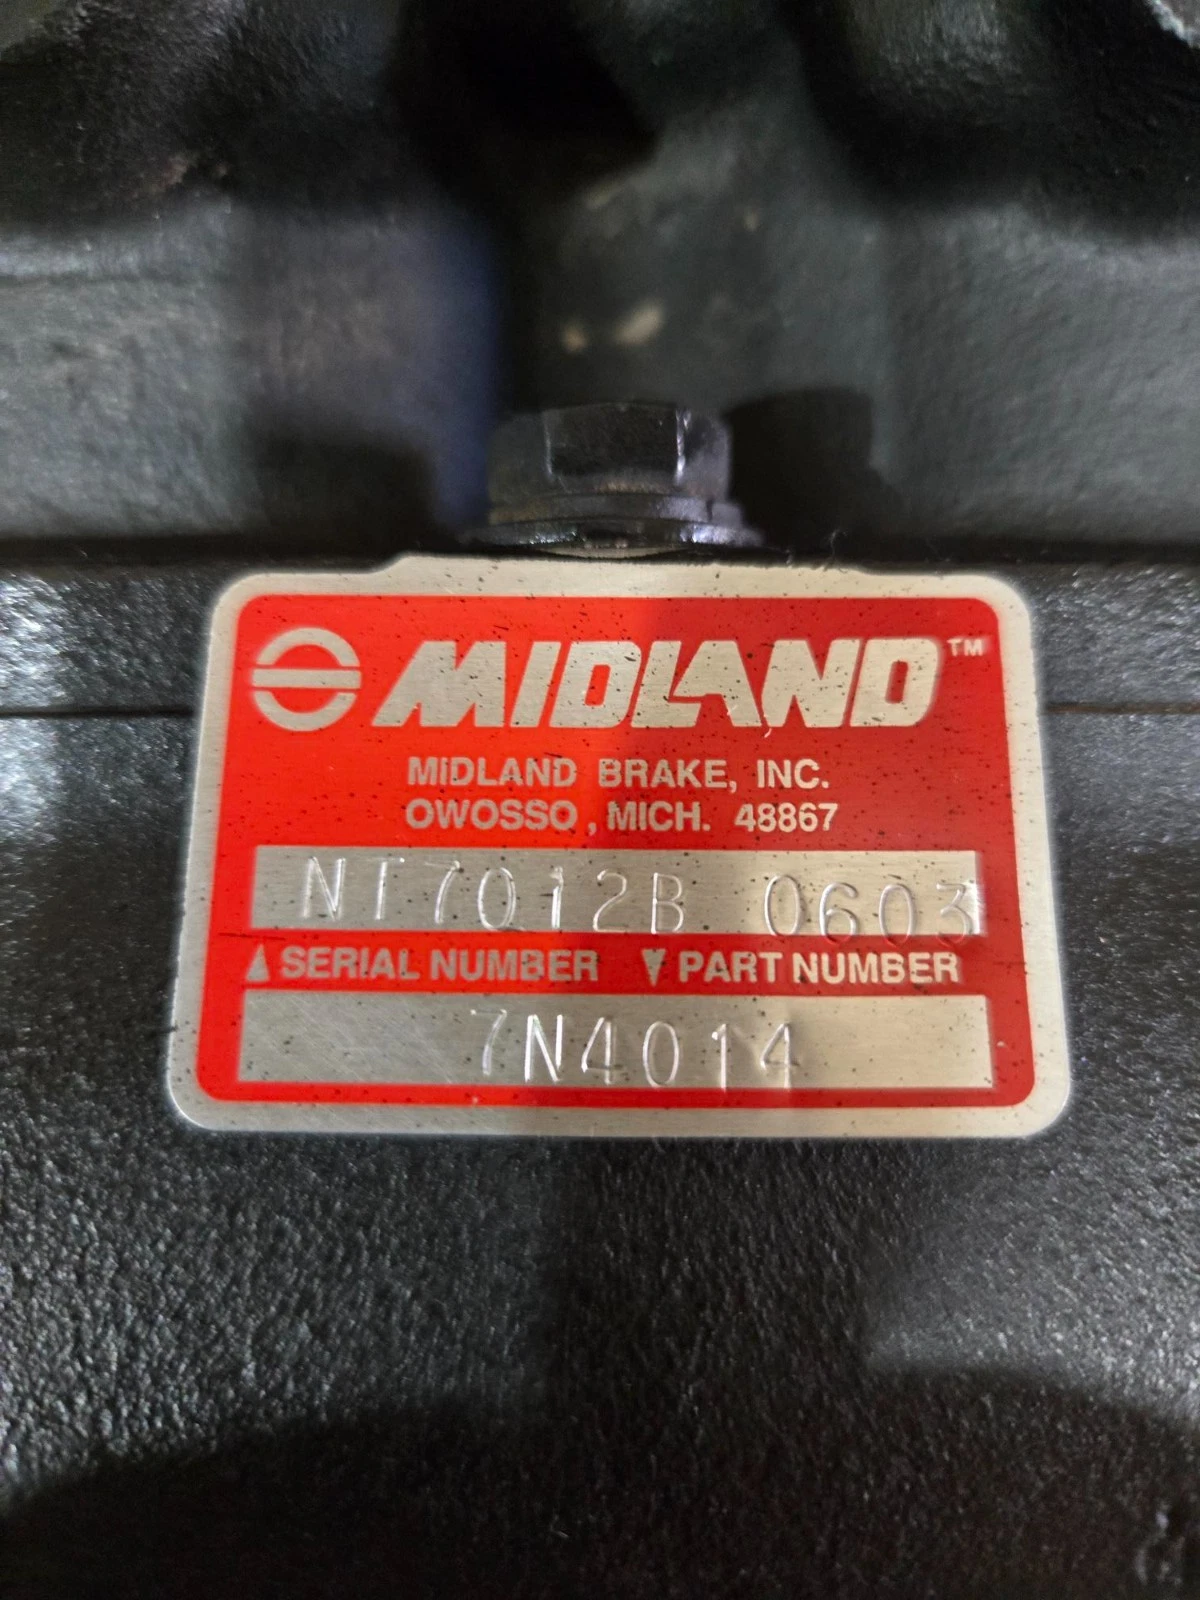 MIDLAND™
MIDLAND BRAKE, INC.
OWOSSO, MICH. 48867
NT7012B 0603
▲ SERIAL NUMBER ▼ PART NUMBER
7N4014